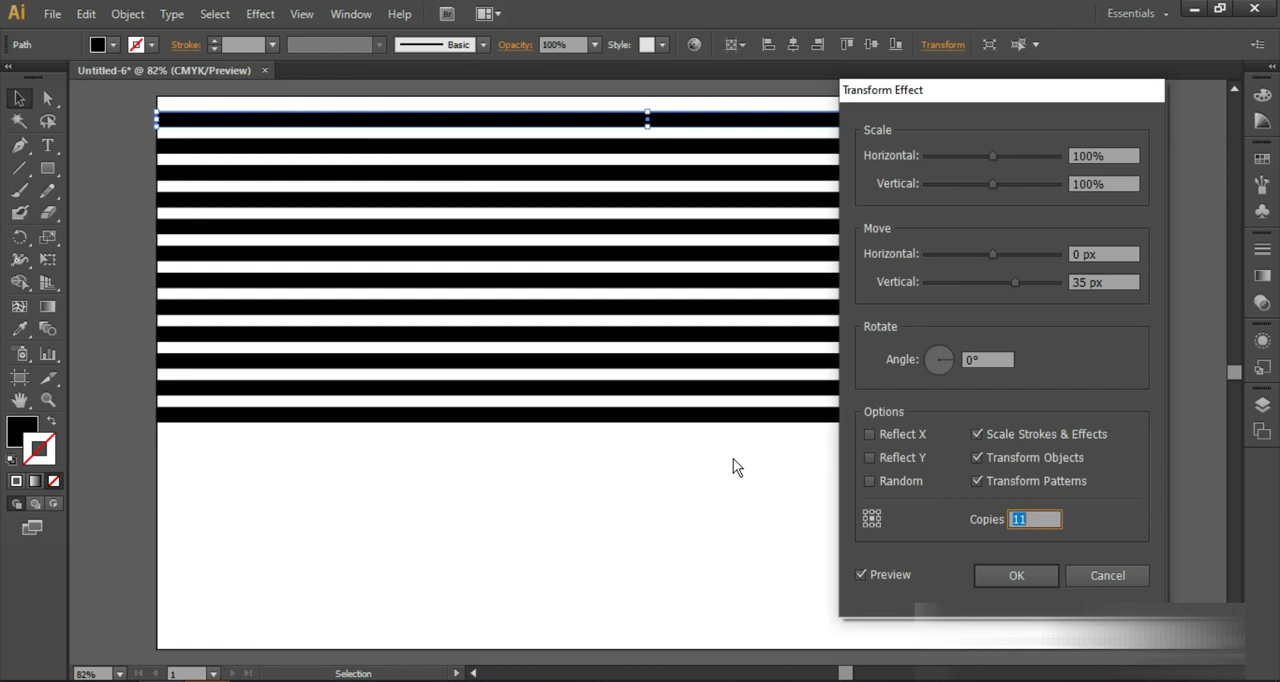 Ai File Edit Object Type Select Effect View Window Help Br Essentials
Path Stroke: Basic Opacity: 100% Style: Transform
Untitled-6* @ 82% (CMYK/Preview) ×
Transform Effect
Scale
Horizontal: 100%
Vertical: 100%
Move
Horizontal: 0 px
Vertical: 35 px
Rotate
Angle: 0°
Options
Reflect X Scale Strokes & Effects
Reflect Y Transform Objects
Random Transform Patterns
Copies 11
Preview OK Cancel
82% 1 Selection